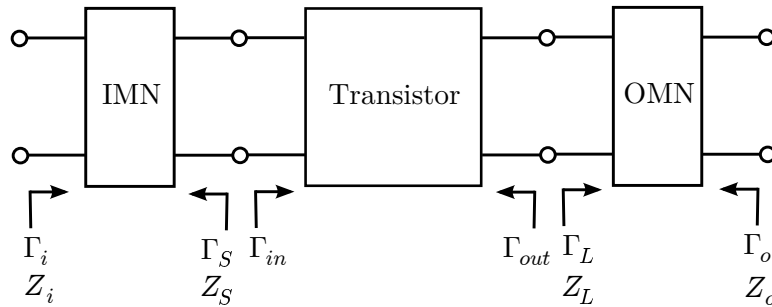 IMN Transistor OMN
Γi ΓS Γin Γout ΓL Γo
Zi ZS ZL Zo